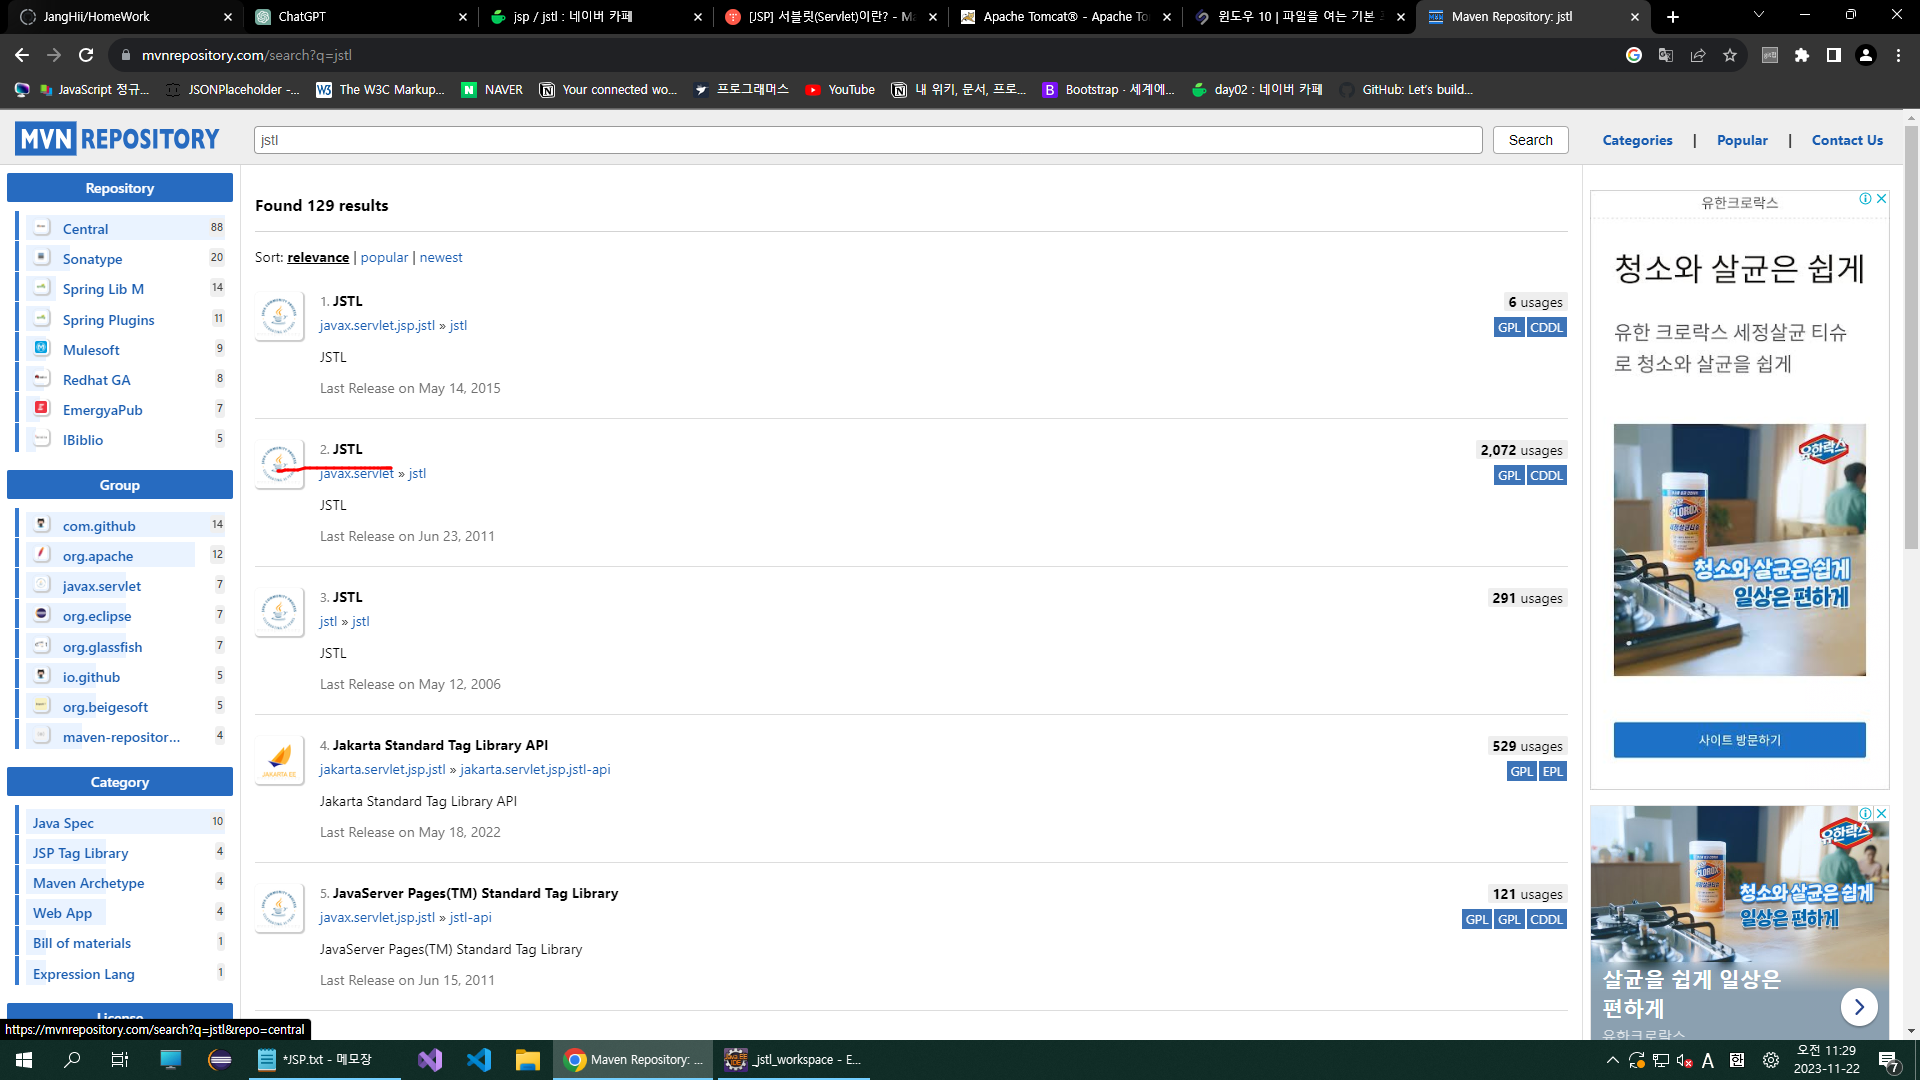 JangHii/HomeWork
ChatGPT
jsp / jstl : 네이버 카페
[JSP] 서블릿(Servlet)이란? - Ma
Apache Tomcat® - Apache To
윈도우 10 | 파일을 여는 기본
Maven Repository: jstl
mvnrepository.com/search?q=jstl
JavaScript 정규...
JSONPlaceholder -...
The W3C Markup...
NAVER
Your connected wo...
프로그래머스
YouTube
내 위키, 문서, 프로...
Bootstrap · 세계에...
day02 : 네이버 카페
GitHub: Let's build...
MVN REPOSITORY
jstl
Search
Categories | Popular | Contact Us
Repository
Central 88
Sonatype 20
Spring Lib M 14
Spring Plugins 11
Mulesoft 9
Redhat GA 8
EmergyaPub 7
IBiblio 5
Group
com.github 14
org.apache 12
javax.servlet 7
org.eclipse 7
org.glassfish 7
io.github 5
org.beigesoft 5
maven-repositor... 4
Category
Java Spec 10
JSP Tag Library 4
Maven Archetype 4
Web App 4
Bill of materials 1
Expression Lang 1
License
https://mvnrepository.com/search?q=jstl&repo=central
Found 129 results
Sort: relevance | popular | newest
1. JSTL
6 usages
javax.servlet.jsp.jstl » jstl
GPL CDDL
JSTL
Last Release on May 14, 2015
2. JSTL
2,072 usages
javax.servlet » jstl
GPL CDDL
JSTL
Last Release on Jun 23, 2011
3. JSTL
291 usages
jstl » jstl
JSTL
Last Release on May 12, 2006
4. Jakarta Standard Tag Library API
529 usages
jakarta.servlet.jsp.jstl » jakarta.servlet.jsp.jstl-api
GPL EPL
JAKARTA EE
Jakarta Standard Tag Library API
Last Release on May 18, 2022
5. JavaServer Pages(TM) Standard Tag Library
121 usages
javax.servlet.jsp.jstl » jstl-api
GPL GPL CDDL
JavaServer Pages(TM) Standard Tag Library
Last Release on Jun 15, 2011
유한크로락스
청소와 살균은 쉽게
유한 크로락스 세정살균 티슈
로 청소와 살균을 쉽게
유한락스
CLOROX
청소와 살균은 쉽게
일상은 편하게
사이트 방문하기
유한락스
CLOROX
청소와 살균은 쉽게
일상은 편하게
살균을 쉽게 일상은
편하게
유한크로락스
*JSP.txt - 메모장
Maven Repository: ...
_jstl_workspace - E...
A
한
오전 11:29
2023-11-22
7